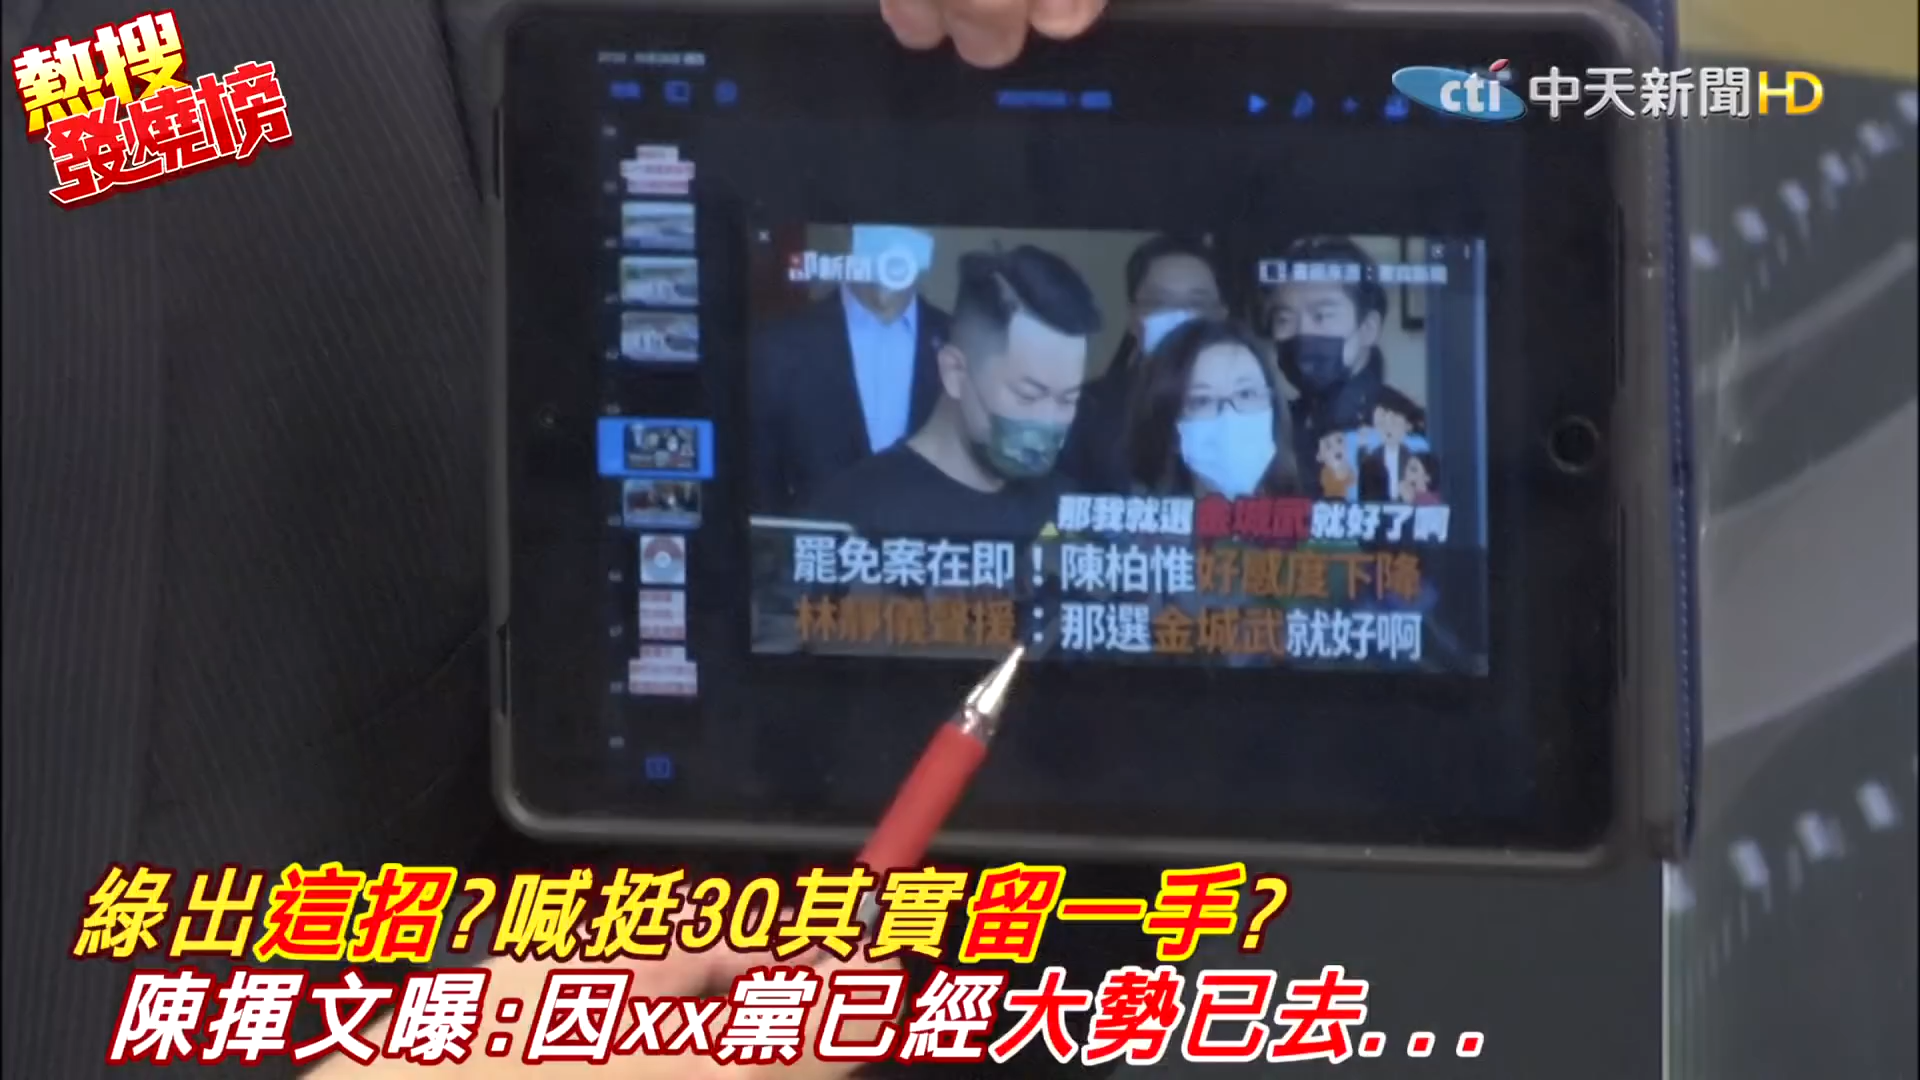 熱搜
發燒榜
cti 中天新聞HD
那我就選金城武就好了啊
罷免案在即！陳柏惟好感度下降
林靜儀聲援：那選金城武就好啊
綠出這招?喊挺3Q其實留一手?
陳揮文曝:因xx黨已經大勢已去...